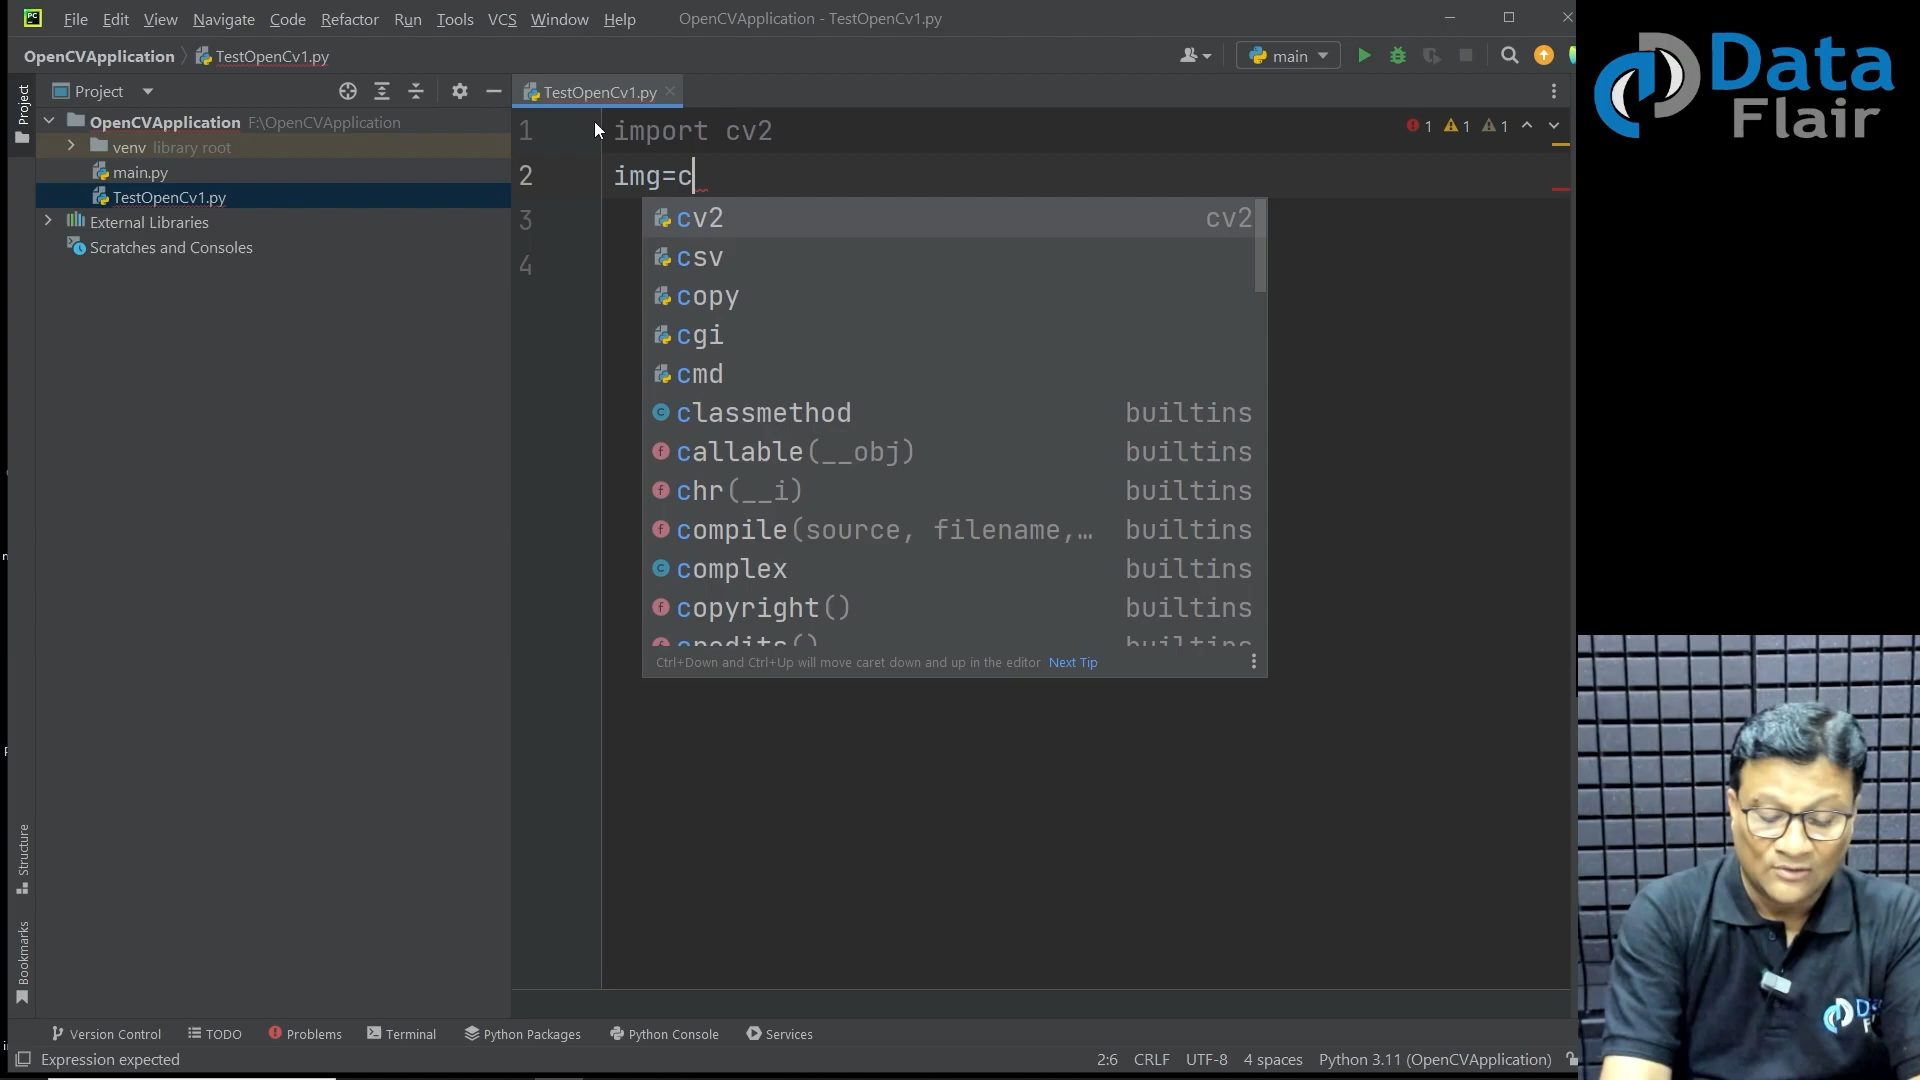 File Edit View Navigate Code Refactor Run Tools VCS Window Help OpenCVApplication - TestOpenCv1.py
OpenCVApplication TestOpenCv1.py main
Project
Project
OpenCVApplication F:\OpenCVApplication
venv library root
main.py
TestOpenCv1.py
External Libraries
Scratches and Consoles
TestOpenCv1.py
1 import cv2
1 1 1
2 img=c
3
4
cv2 cv2
csv
copy
cgi
cmd
classmethod builtins
callable(__obj) builtins
chr(__i) builtins
compile(source, filename,… builtins
complex builtins
copyright() builtins
credits() builtins
Ctrl+Down and Ctrl+Up will move caret down and up in the editor Next Tip
Structure
Bookmarks
Version Control TODO Problems Terminal Python Packages Python Console Services
Expression expected 2:6 CRLF UTF-8 4 spaces Python 3.11 (OpenCVApplication)
Data
Flair